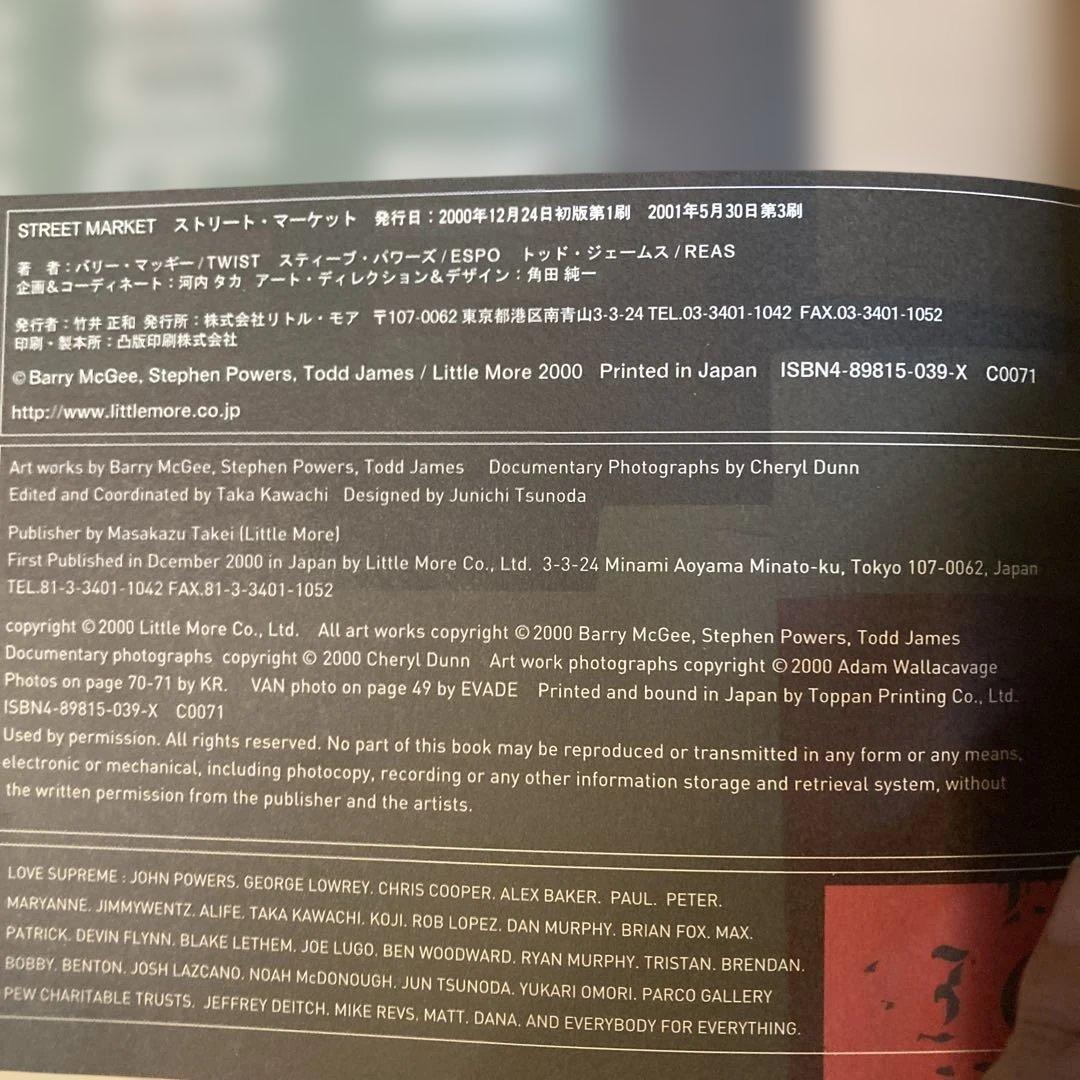 STREET MARKET ストリート・マーケット 発行日：2000年12月24日初版第1刷 2001年5月30日第3刷
著 者：バリー・マッギー/TWIST スティーブ・パワーズ/ESPO トッド・ジェームス/REAS
企画&コーディネート：河内 タカ アート・ディレクション&デザイン：角田 純一
発行者：竹井 正和 発行所：株式会社リトル・モア 〒107-0062 東京都港区南青山3-3-24 TEL.03-3401-1042 FAX.03-3401-1052
印刷・製本所：凸版印刷株式会社
©Barry McGee, Stephen Powers, Todd James / Little More 2000 Printed in Japan ISBN4-89815-039-X C0071
http://www.littlemore.co.jp
Art works by Barry McGee, Stephen Powers, Todd James Documentary Photographs by Cheryl Dunn
Edited and Coordinated by Taka Kawachi Designed by Junichi Tsunoda
Publisher by Masakazu Takei (Little More)
First Published in Dcember 2000 in Japan by Little More Co., Ltd. 3-3-24 Minami Aoyama Minato-ku, Tokyo 107-0062, Japan
TEL.81-3-3401-1042 FAX.81-3-3401-1052
copyright ©2000 Little More Co., Ltd. All art works copyright ©2000 Barry McGee, Stephen Powers, Todd James
Documentary photographs copyright © 2000 Cheryl Dunn Art work photographs copyright ©2000 Adam Wallacavage
Photos on page 70-71 by KR. VAN photo on page 49 by EVADE Printed and bound in Japan by Toppan Printing Co., Ltd.
ISBN4-89815-039-X C0071
Used by permission. All rights reserved. No part of this book may be reproduced or transmitted in any form or any means,
electronic or mechanical, including photocopy, recording or any other information storage and retrieval system, without
the written permission from the publisher and the artists.
LOVE SUPREME : JOHN POWERS. GEORGE LOWREY. CHRIS COOPER. ALEX BAKER. PAUL. PETER.
MARYANNE. JIMMYWENTZ. ALIFE. TAKA KAWACHI. KOJI. ROB LOPEZ. DAN MURPHY. BRIAN FOX. MAX.
PATRICK. DEVIN FLYNN. BLAKE LETHEM. JOE LUGO. BEN WOODWARD. RYAN MURPHY. TRISTAN. BRENDAN.
BOBBY. BENTON. JOSH LAZCANO. NOAH McDONOUGH. JUN TSUNODA. YUKARI OMORI. PARCO GALLERY
PEW CHARITABLE TRUSTS. JEFFREY DEITCH. MIKE REVS. MATT. DANA. AND EVERYBODY FOR EVERYTHING.